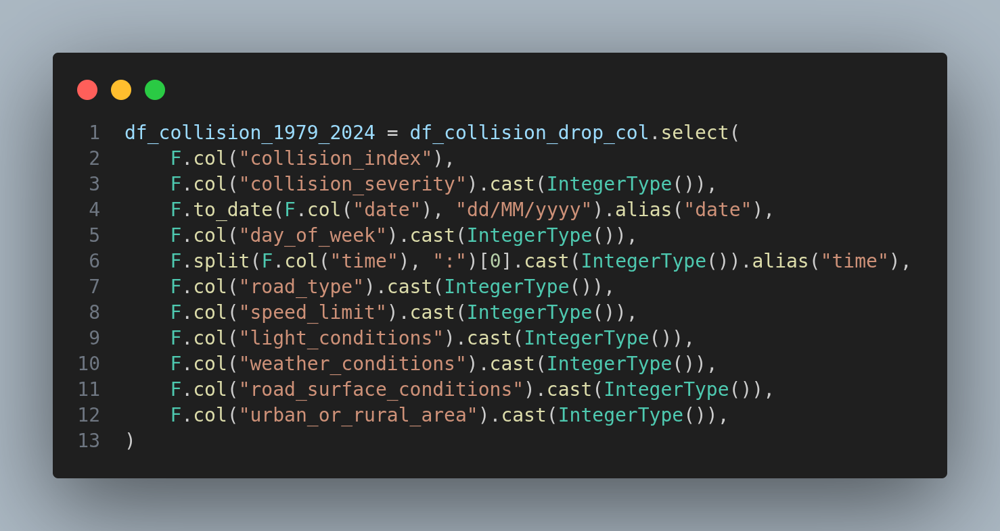 1 df_collision_1979_2024 = df_collision_drop_col.select(
2     F.col("collision_index"),
3     F.col("collision_severity").cast(IntegerType()),
4     F.to_date(F.col("date"), "dd/MM/yyyy").alias("date"),
5     F.col("day_of_week").cast(IntegerType()),
6     F.split(F.col("time"), ":")[0].cast(IntegerType()).alias("time"),
7     F.col("road_type").cast(IntegerType()),
8     F.col("speed_limit").cast(IntegerType()),
9     F.col("light_conditions").cast(IntegerType()),
10     F.col("weather_conditions").cast(IntegerType()),
11     F.col("road_surface_conditions").cast(IntegerType()),
12     F.col("urban_or_rural_area").cast(IntegerType()),
13 )